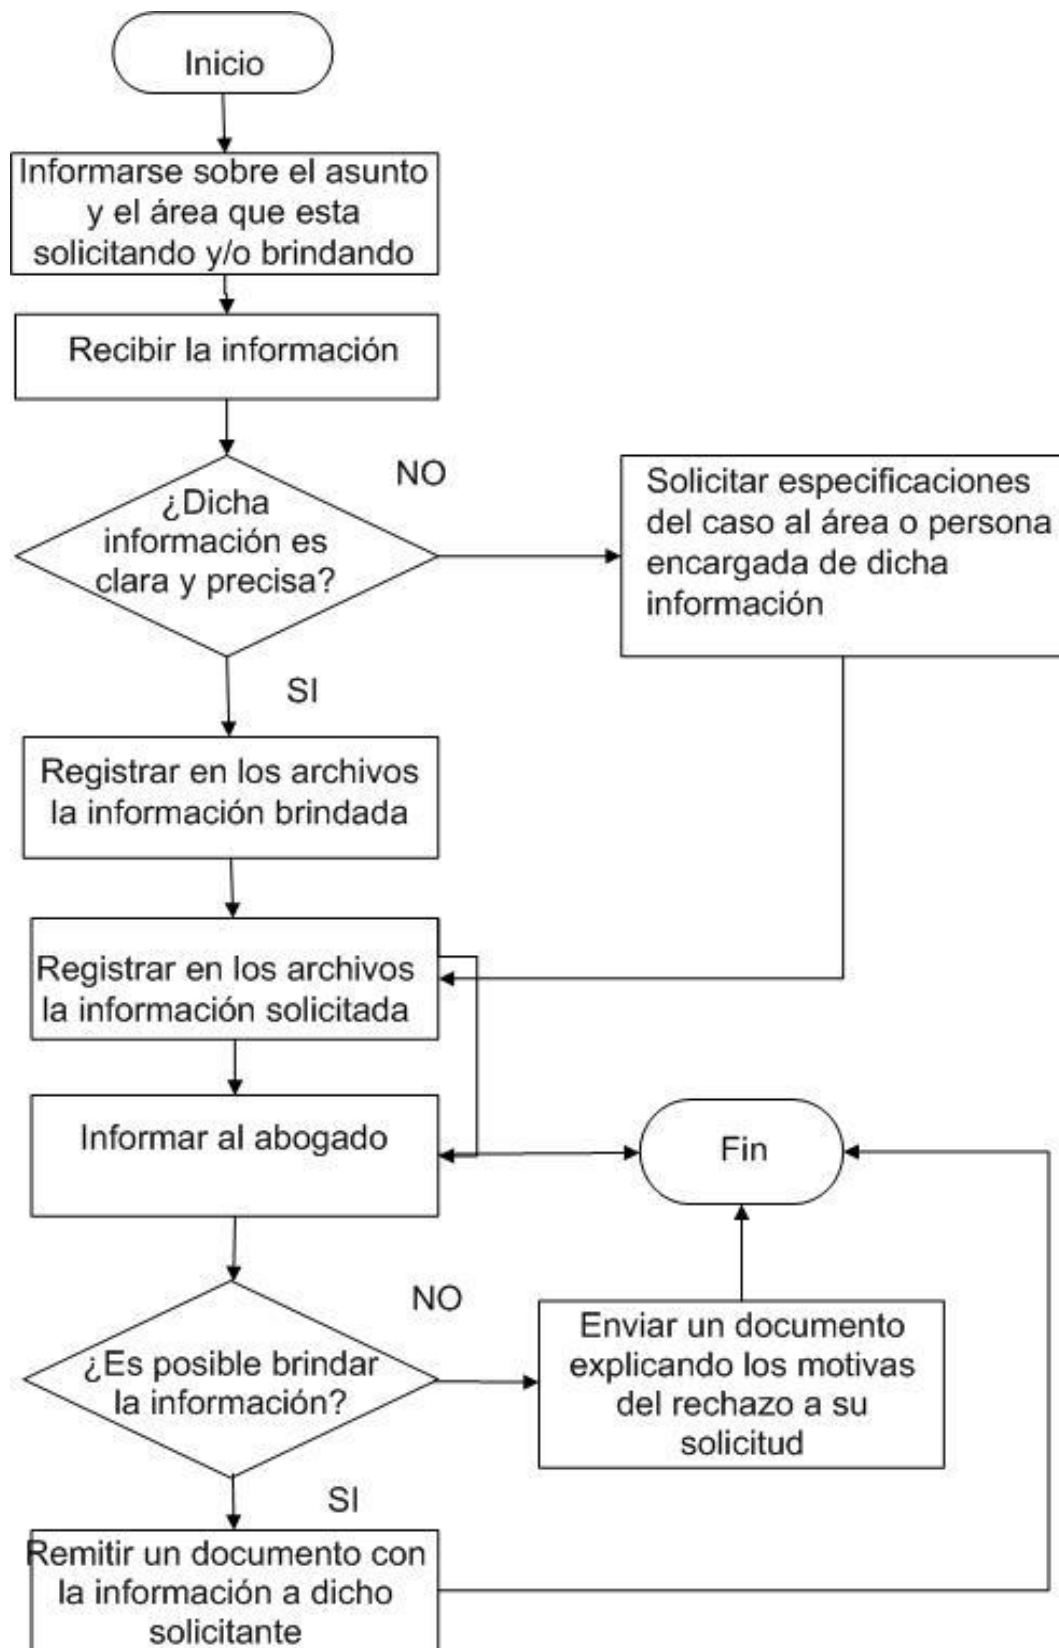 Inicio
Informarse sobre el asunto
y el área que esta
solicitando y/o brindando
Recibir la información
¿Dicha
información es
clara y precisa?
NO
Solicitar especificaciones
del caso al área o persona
encargada de dicha
información
SI
Registrar en los archivos
la información brindada
Registrar en los archivos
la información solicitada
Informar al abogado
Fin
¿Es posible brindar
la información?
NO
Enviar un documento
explicando los motivas
del rechazo a su
solicitud
SI
Remitir un documento con
la información a dicho
solicitante